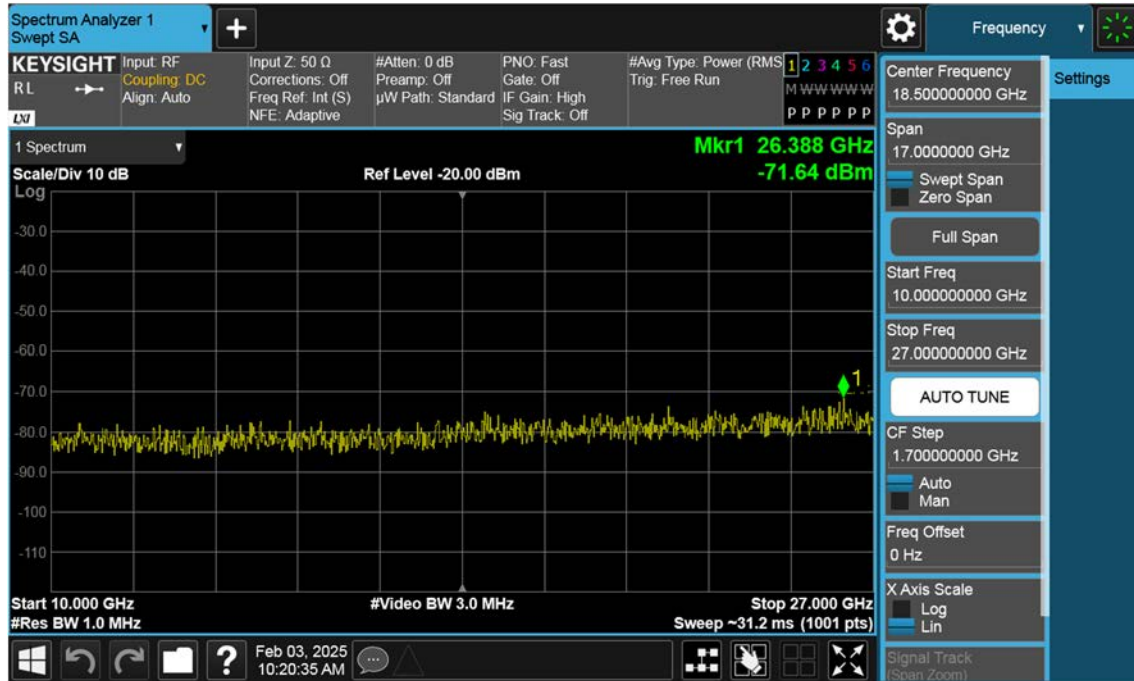 Spectrum Analyzer 1
Swept SA
+
Frequency
KEYSIGHT
RL
LXI
Input: RF
Coupling: DC
Align: Auto
Input Z: 50 Ω
Corrections: Off
Freq Ref: Int (S)
NFE: Adaptive
#Atten: 0 dB
Preamp: Off
µW Path: Standard
PNO: Fast
Gate: Off
IF Gain: High
Sig Track: Off
#Avg Type: Power (RMS
Trig: Free Run
1 2 3 4 5 6
M W W W W W
P P P P P P
1 Spectrum
Mkr1 26.388 GHz
-71.64 dBm
Scale/Div 10 dB
Ref Level -20.00 dBm
Log
-30.0
-40.0
-50.0
-60.0
-70.0
-80.0
-90.0
-100
-110
1
Start 10.000 GHz
#Video BW 3.0 MHz
Stop 27.000 GHz
#Res BW 1.0 MHz
Sweep ~31.2 ms (1001 pts)
Center Frequency
18.500000000 GHz
Settings
Span
17.0000000 GHz
Swept Span
Zero Span
Full Span
Start Freq
10.000000000 GHz
Stop Freq
27.000000000 GHz
AUTO TUNE
CF Step
1.700000000 GHz
Auto
Man
Freq Offset
0 Hz
X Axis Scale
Log
Lin
Signal Track
(Span Zoom)
?
Feb 03, 2025
10:20:35 AM